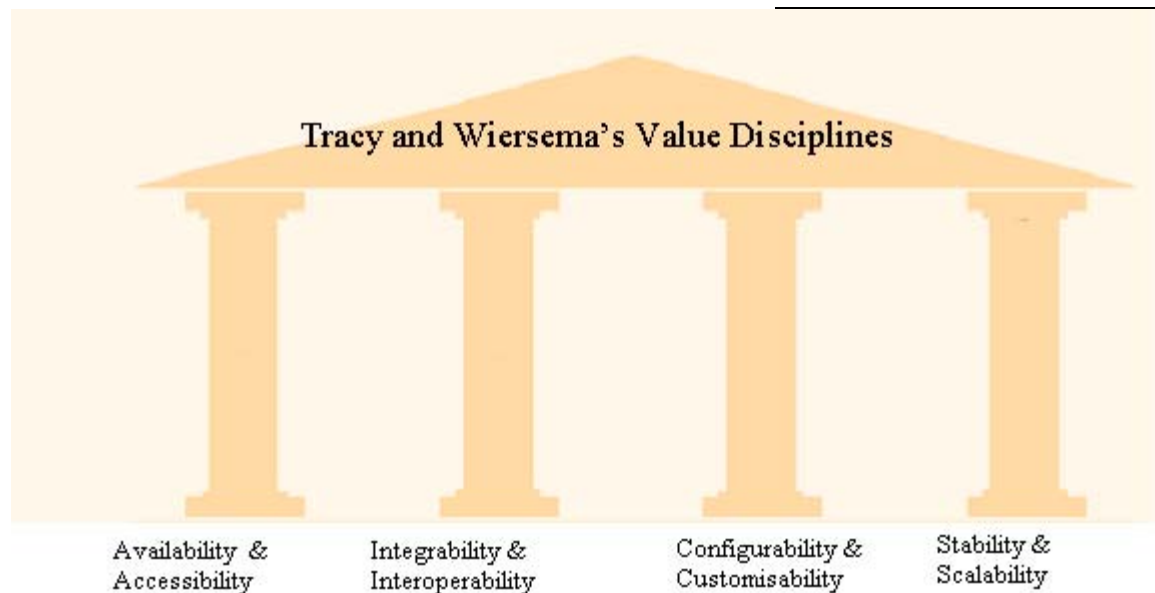 Tracy and Wiersema's Value Disciplines
Availability &
Accessibility
Integrability &
Interoperability
Configurability &
Customisability
Stability &
Scalability